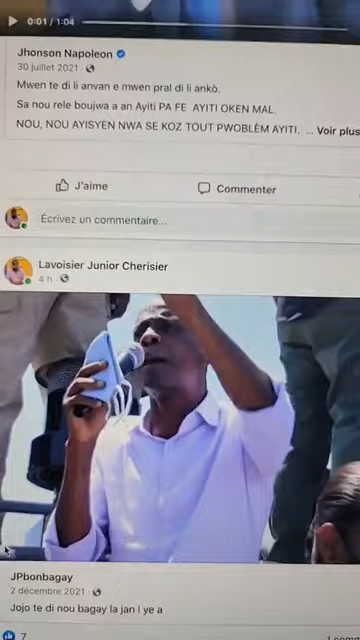 0:01 / 1:04
Jhonson Napoleon
30 juillet 2021 ·
Mwen te di li anvan e mwen pral di li ankò.
Sa nou rele boujwa a an Ayiti PA FE AYITI OKEN MAL.
NOU, NOU AYISYEN NWA SE KOZ TOUT PWOBLÈM AYITI. ... Voir plus
J'aime
Commenter
Écrivez un commentaire...
Lavoisier Junior Cherisier
4 h ·
JPbonbagay
2 décembre 2021 ·
Jojo te di nou bagay la jan l ye a
7